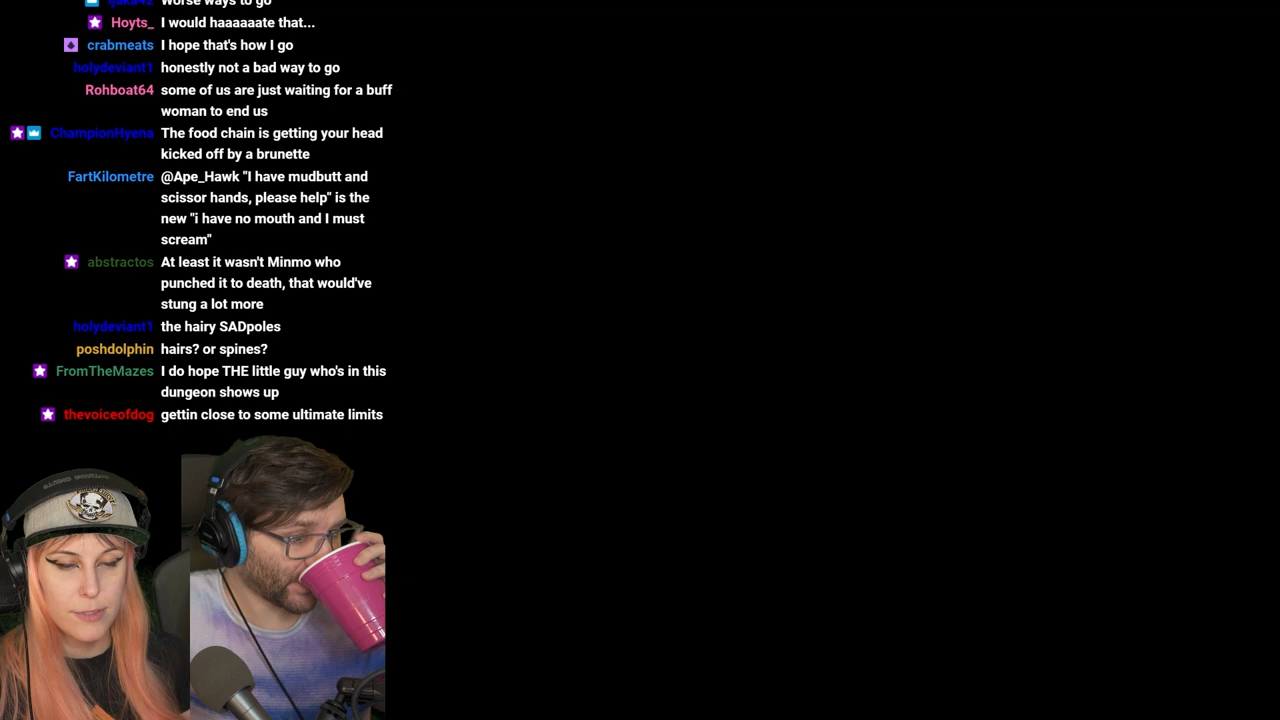 Worse ways to go
Hoyts_ I would haaaaaate that...
crabmeats I hope that's how I go
holydeviant1 honestly not a bad way to go
Rohboat64 some of us are just waiting for a buff
woman to end us
ChampionHyena The food chain is getting your head
kicked off by a brunette
FartKilometre @Ape_Hawk "I have mudbutt and
scissor hands, please help" is the
new "i have no mouth and I must
scream"
abstractos At least it wasn't Minmo who
punched it to death, that would've
stung a lot more
holydeviant1 the hairy SADpoles
poshdolphin hairs? or spines?
FromTheMazes I do hope THE little guy who's in this
dungeon shows up
thevoiceofdog gettin close to some ultimate limits